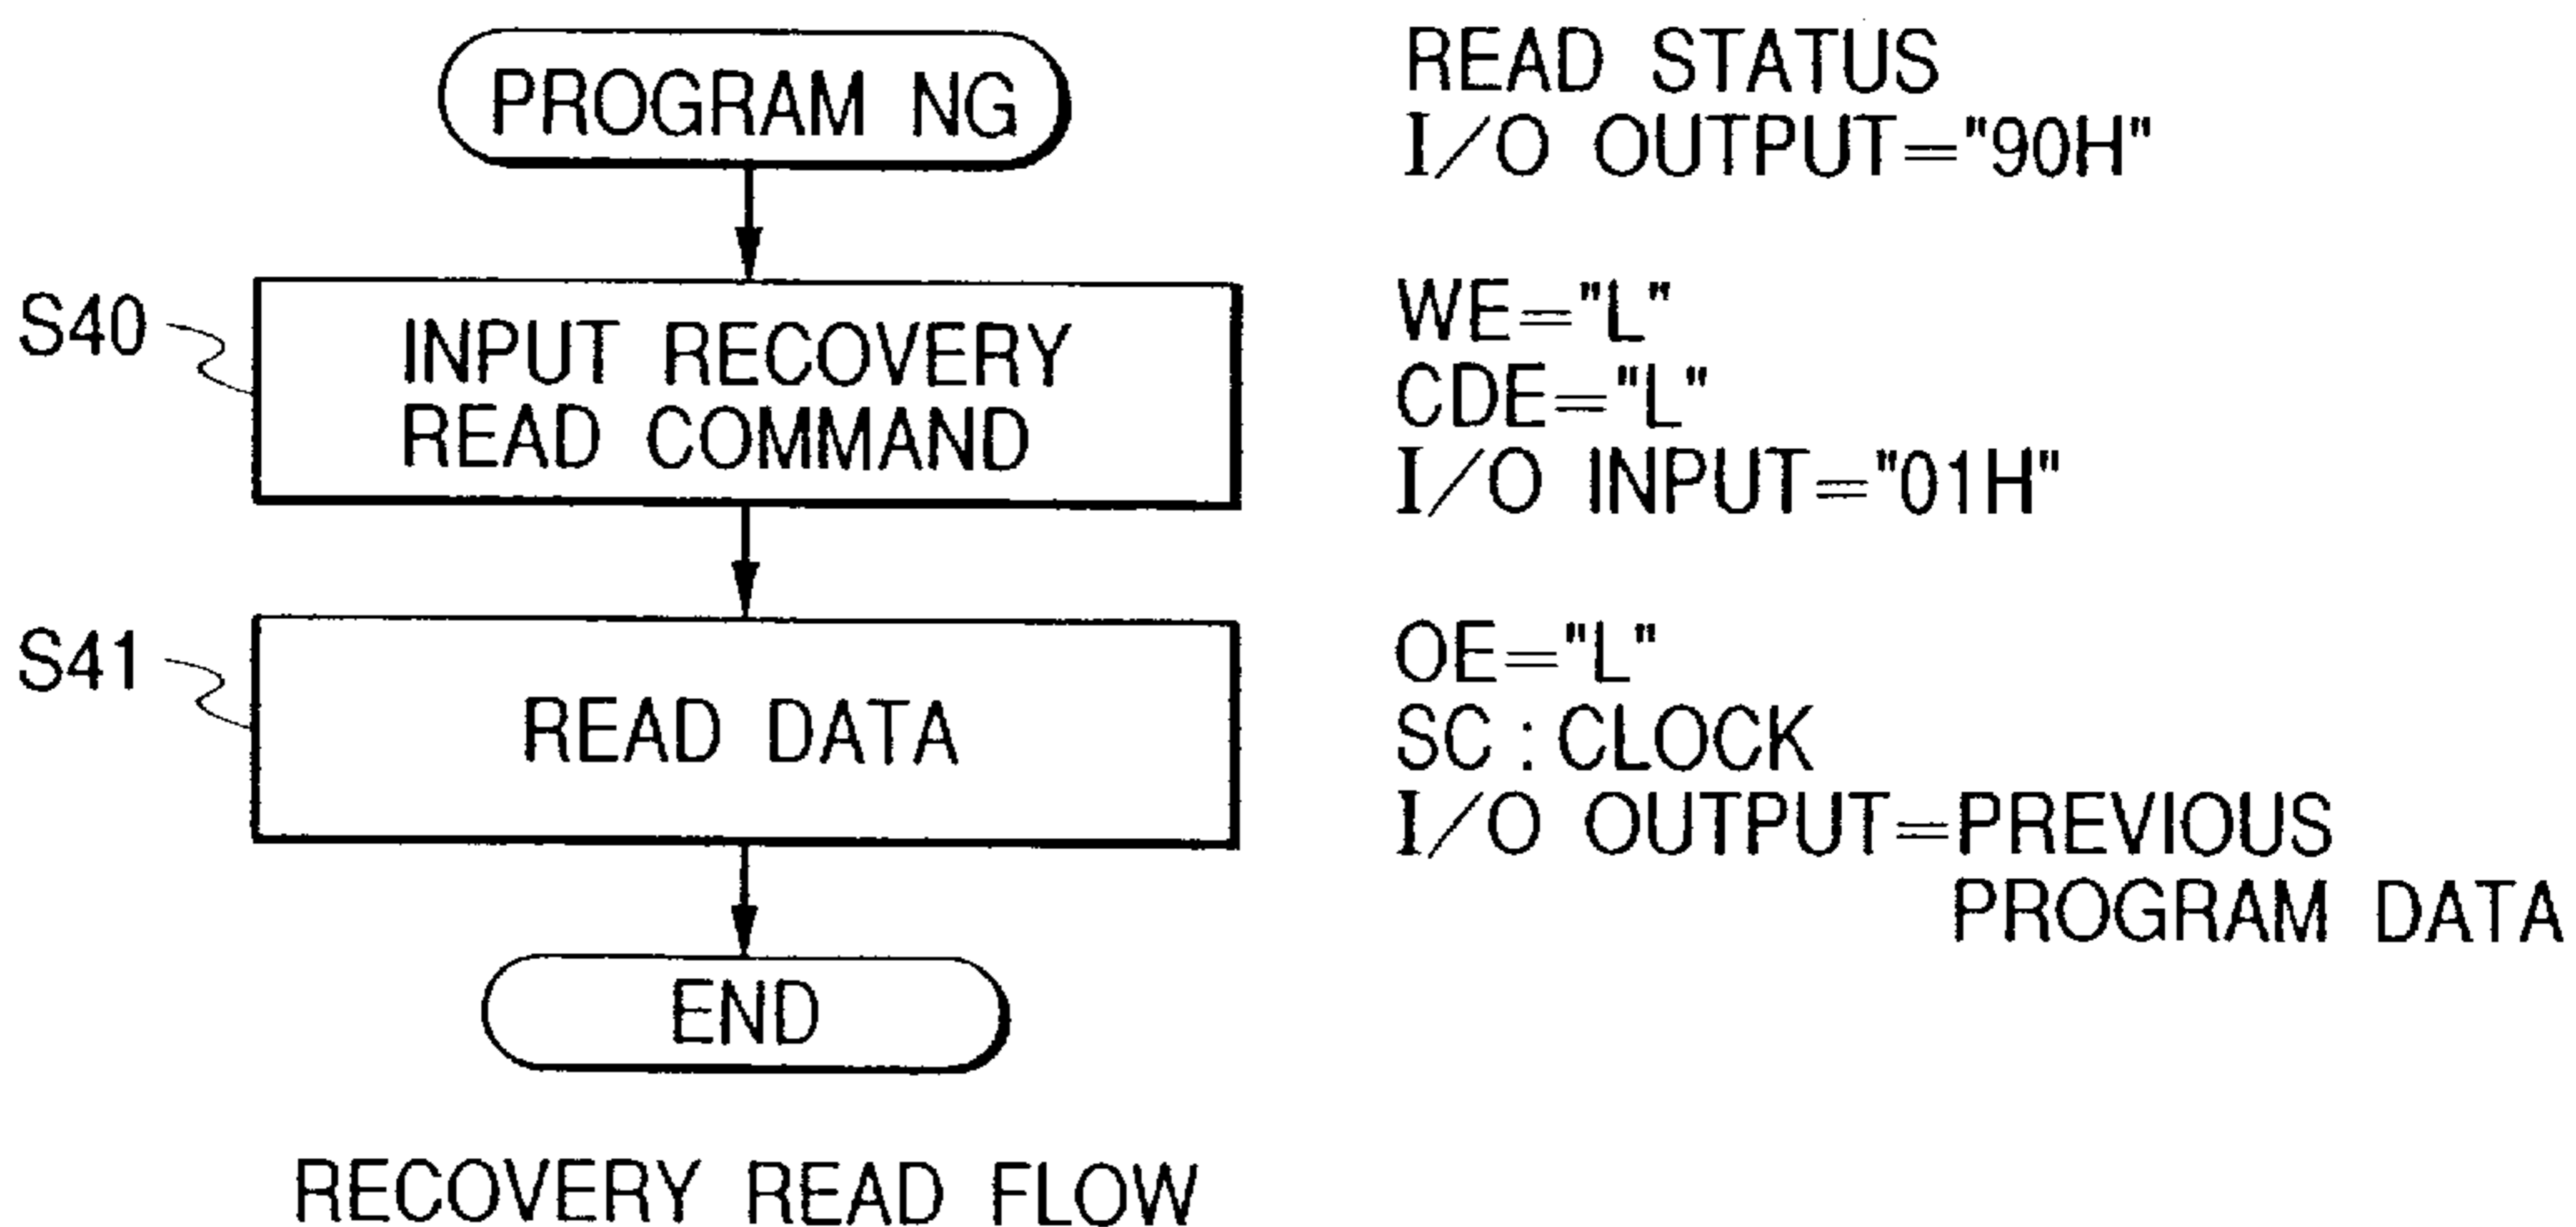 PROGRAM NG
READ STATUS
I/O OUTPUT="90H"
S40
INPUT RECOVERY
READ COMMAND
WE="L"
CDE="L"
I/O INPUT="01H"
S41
READ DATA
OE="L"
SC:CLOCK
I/O OUTPUT=PREVIOUS
PROGRAM DATA
END
RECOVERY READ FLOW